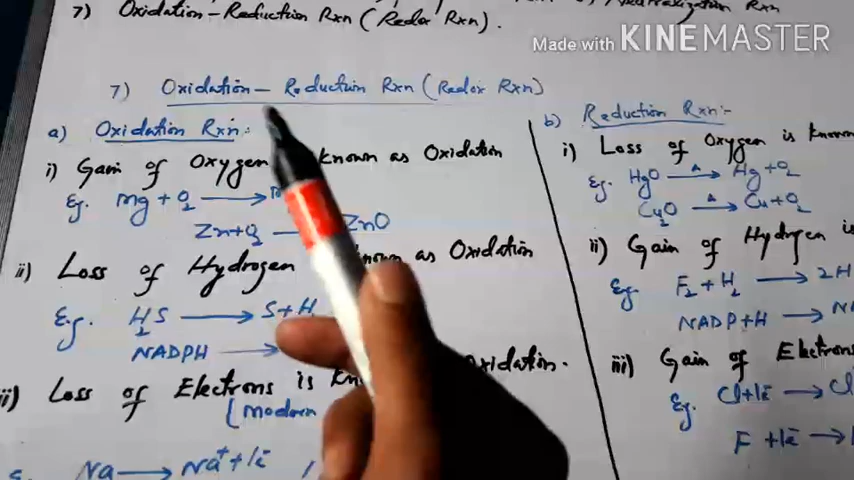 7) Oxidation-Reduction Rxn (Redox Rxn).
Made with KINEMASTER
7) Oxidation- Reduction Rxn (Redox Rxn)
a) Oxidation Rxn:
i) Gain of Oxygen known as Oxidation
Eg. Mg + O2 ⟶
Zn+O2 ⟶ ZnO
ii) Loss of Hydrogen known as Oxidation
Eg. H2S ⟶ S + H
NADPH ⟶
iii) Loss of Electrons is Oxidation.
(modern
Na ⟶ Na+ + 1e-
b) Reduction Rxn:-
i) Loss of Oxygen is known
Eg. HgO ⟶Δ Hg + O2
Cu2O ⟶Δ Cu + O2
ii) Gain of Hydrogen is
Eg. F2 + H2 ⟶ 2H
NADP + H ⟶
iii) Gain of Electrons
Eg. Cl + 1e- ⟶ Cl
F + 1e- ⟶